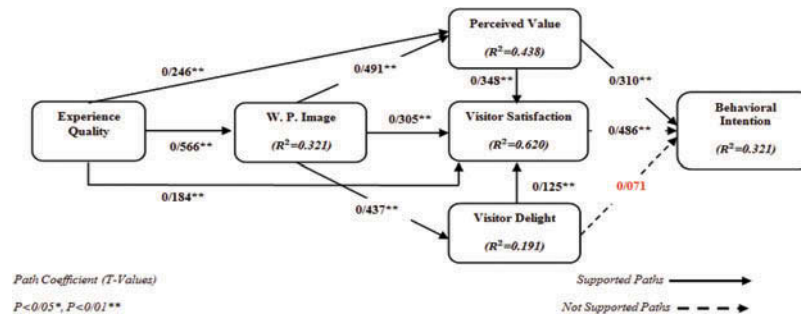 Perceived Value
(R²=0.438)
0/246**
0/491**
0/348**
0/310**
Experience
Quality
W. P. Image
(R²=0.321)
0/566**
0/305**
Visitor Satisfaction
(R²=0.620)
0/486**
Behavioral
Intention
(R²=0.321)
0/184**
0/437**
0/125**
0/071
Visitor Delight
(R²=0.191)
Path Coefficient (T-Values)
P<0/05*, P<0/01**
Supported Paths
Not Supported Paths